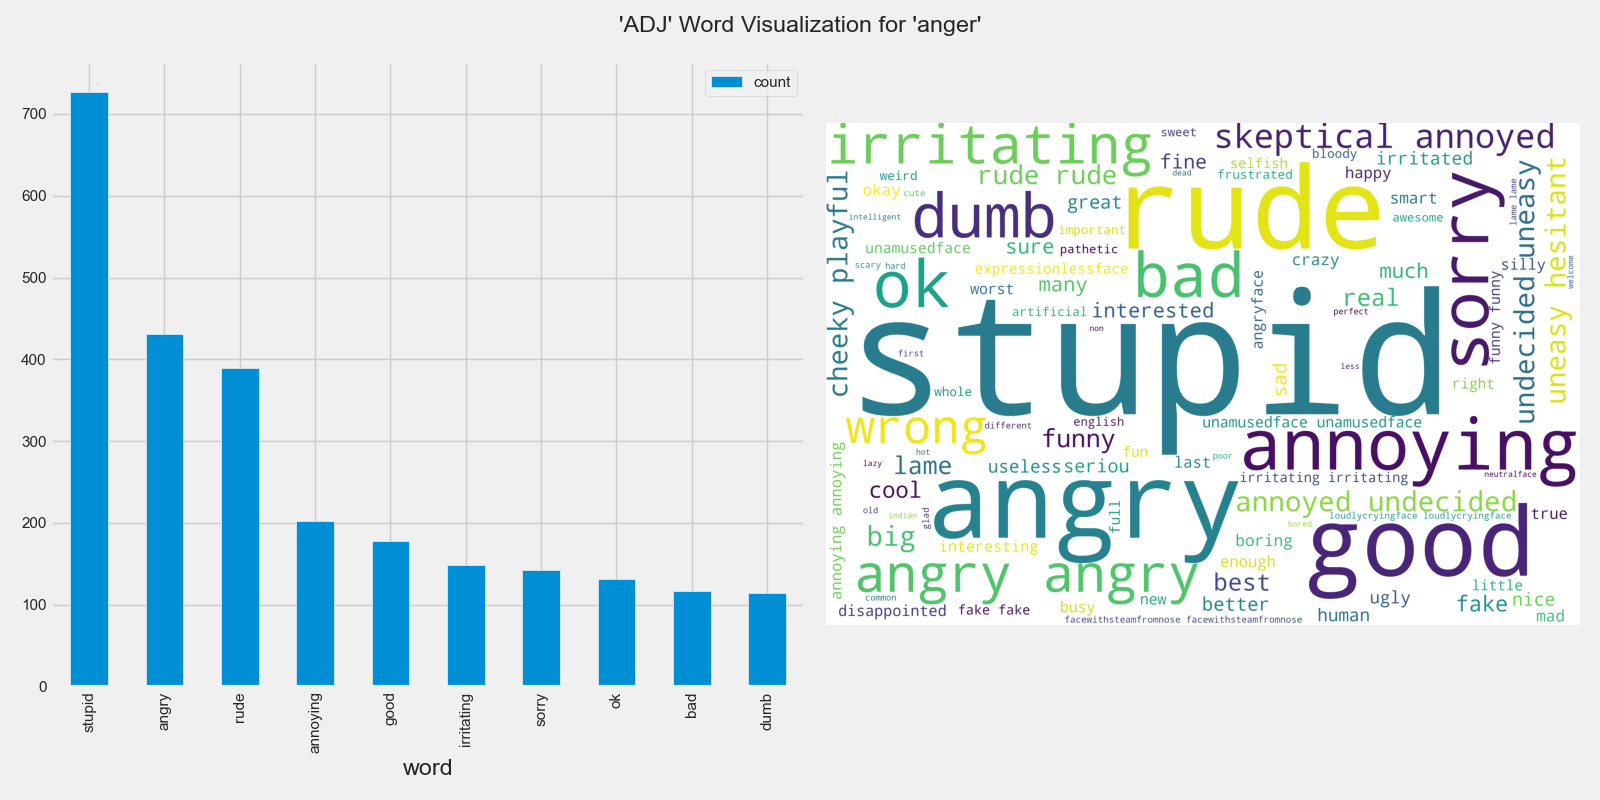 'ADJ' Word Visualization for 'anger'
count
700
600
500
400
300
200
100
0
stupid
angry
rude
annoying
good
irritating
sorry
ok
bad
dumb
word
irritating
sweet
skeptical annoyed
fine
dead
selfish
bloody
irritated
frustrated
happy
weird
rude rude
okay
cute
great
rude
smart
awesome
intelligent
dumb
important
cheeky playful
unamusedface
sure
pathetic
sorry
lame lame
undecided uneasy
uneasy hesitant
scary
hard
ok
expressionlessface
bad
crazy
much
silly
welcome
worst
many
real
artificial
interested
angryface
perfect
funny funny
non
stupid
first
less
sad
whole
right
wrong
different
english
unamusedface unamusedface
funny
annoying
hot
fun
annoying annoying
lazy
lame
useless
seriou
last
poor
irritating irritating
neutralface
cool
angry
annoyed undecided
old
indian
glad
full
loudlycryingface loudlycryingface
bored
true
big
interesting
boring
good
enough
angry angry
best
little
common
disappointed
fake fake
busy
new
better
human
ugly
fake
nice
mad
facewithsteamfromnose facewithsteamfromnose